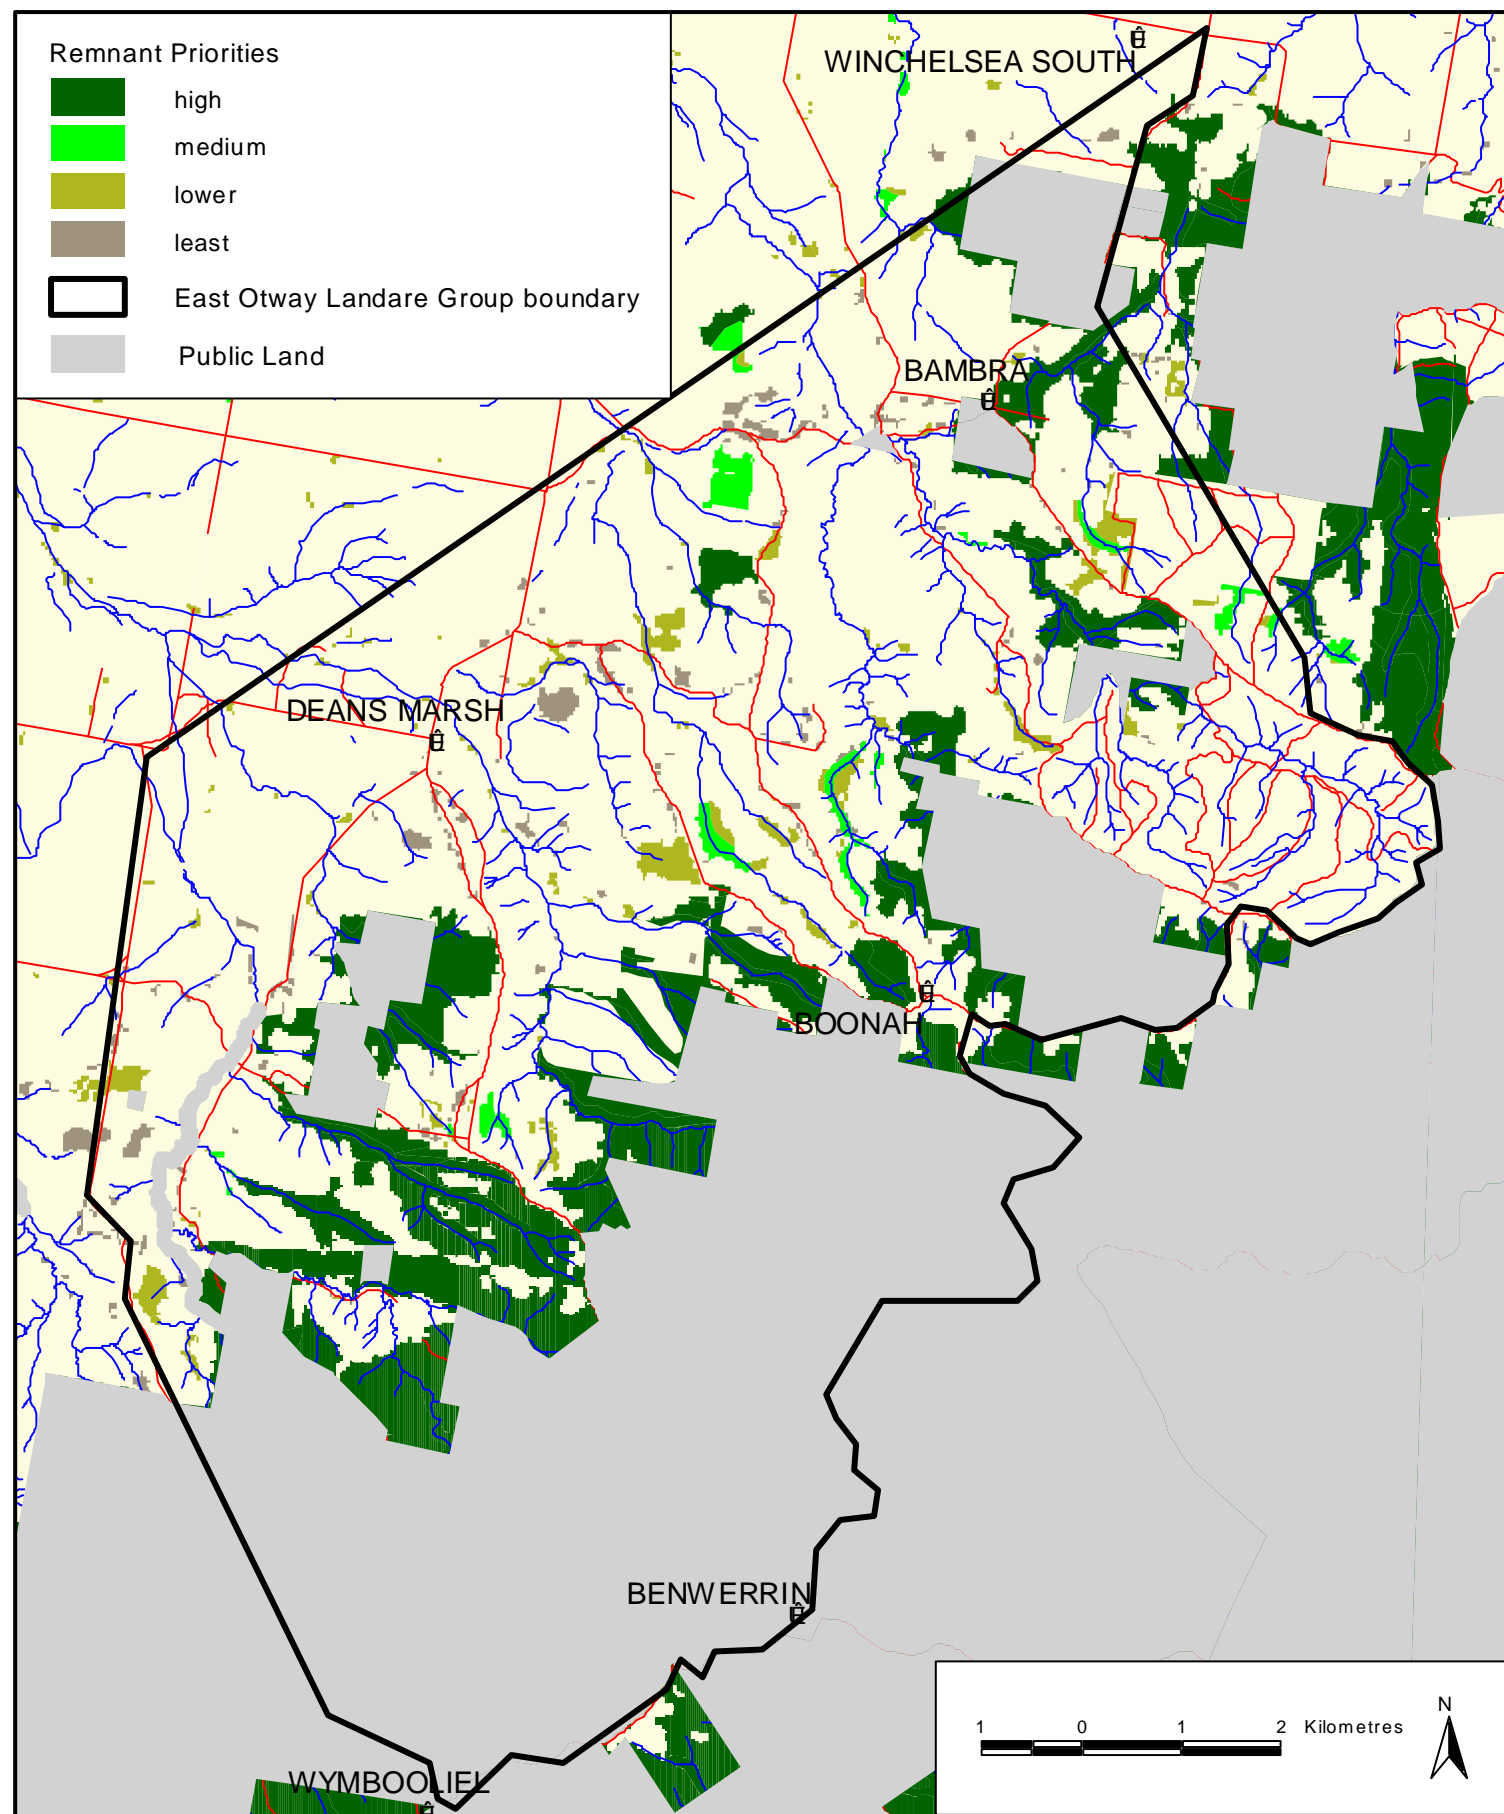 Remnant Priorities
high
medium
lower
least
East Otway Landare Group boundary
Public Land
WINCHELSEA SOUTH
BAMBRA
DEANS MARSH
BOONAH
BENWERRIN
WYMBOOLIEL
N
1 0 1 2 Kilometres